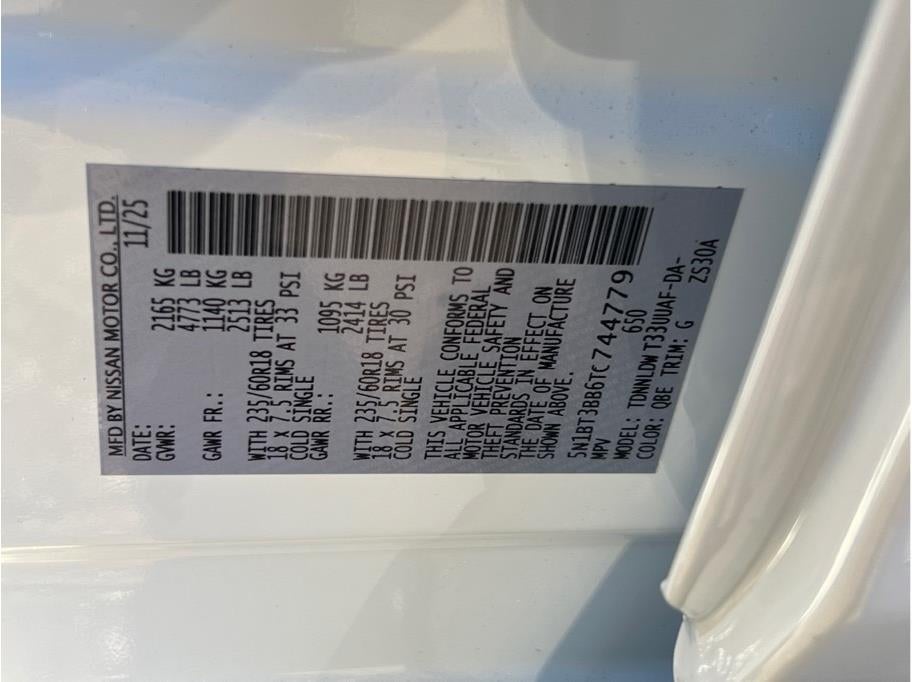 MFD BY NISSAN MOTOR CO., LTD.
DATE: 11/25
GVWR: 2165 KG
4773 LB
GAWR FR.: 1140 KG
2513 LB
WITH 235/60R18 TIRES
18 x 7.5 RIMS AT 33 PSI
COLD SINGLE
GAWR RR.: 1095 KG
2414 LB
WITH 235/60R18 TIRES
18 x 7.5 RIMS AT 30 PSI
COLD SINGLE
THIS VEHICLE CONFORMS TO
ALL APPLICABLE FEDERAL
MOTOR VEHICLE SAFETY AND
THEFT PREVENTION
STANDARDS IN EFFECT ON
THE DATE OF MANUFACTURE
SHOWN ABOVE.
5N1BT3BB6TC744779
MPV 650
MODEL: TDNNLDW T33UUAF-DA-
COLOR: QBE TRIM: G ZS30A